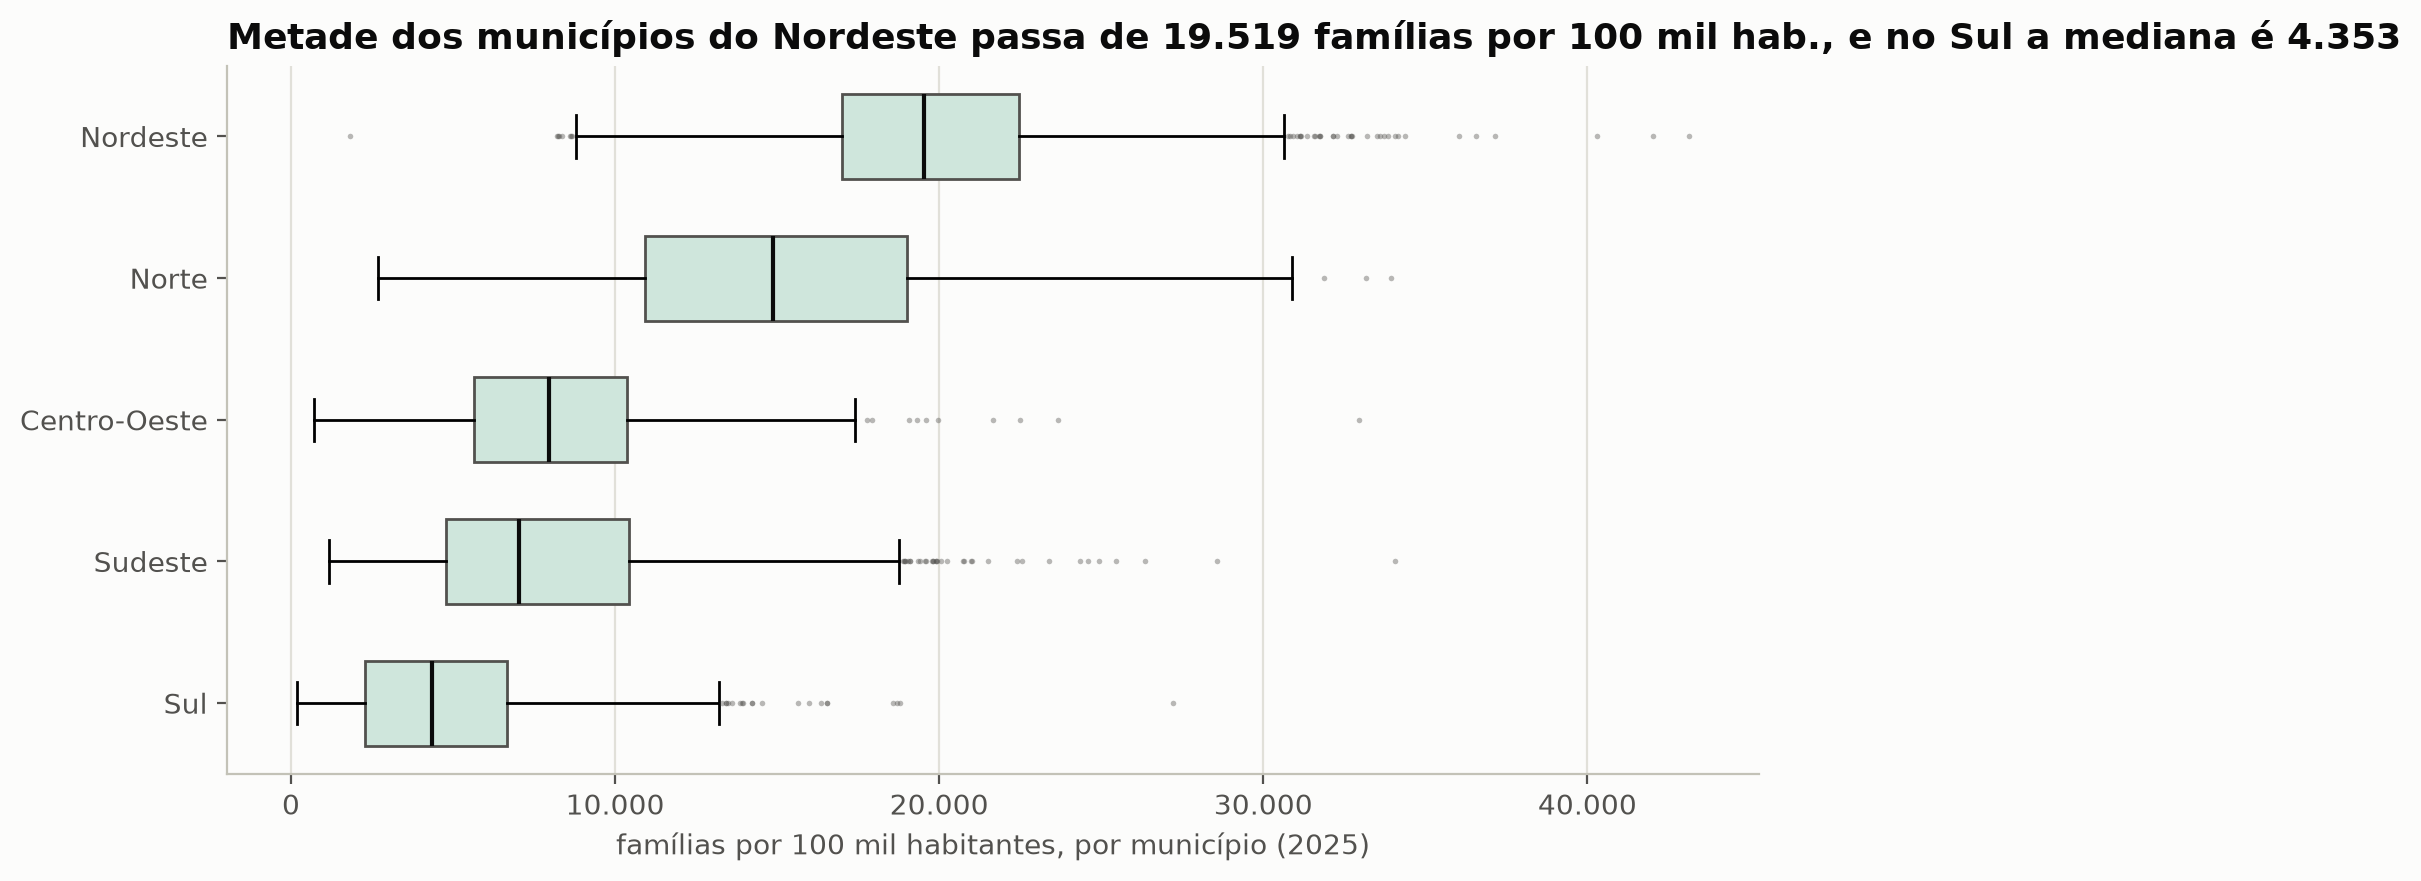 Metade dos municípios do Nordeste passa de 19.519 famílias por 100 mil hab., e no Sul a mediana é 4.353
Nordeste
Norte
Centro-Oeste
Sudeste
Sul
0 10.000 20.000 30.000 40.000
famílias por 100 mil habitantes, por município (2025)